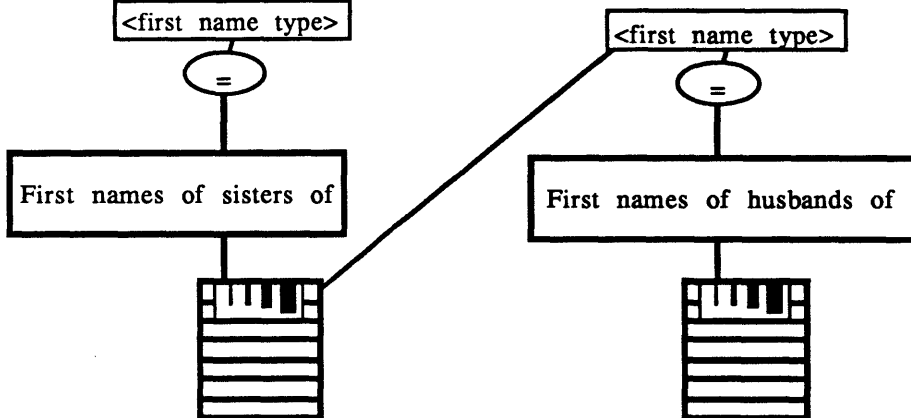 <first name type>
<first name type>
=
=
First names of sisters of
First names of husbands of